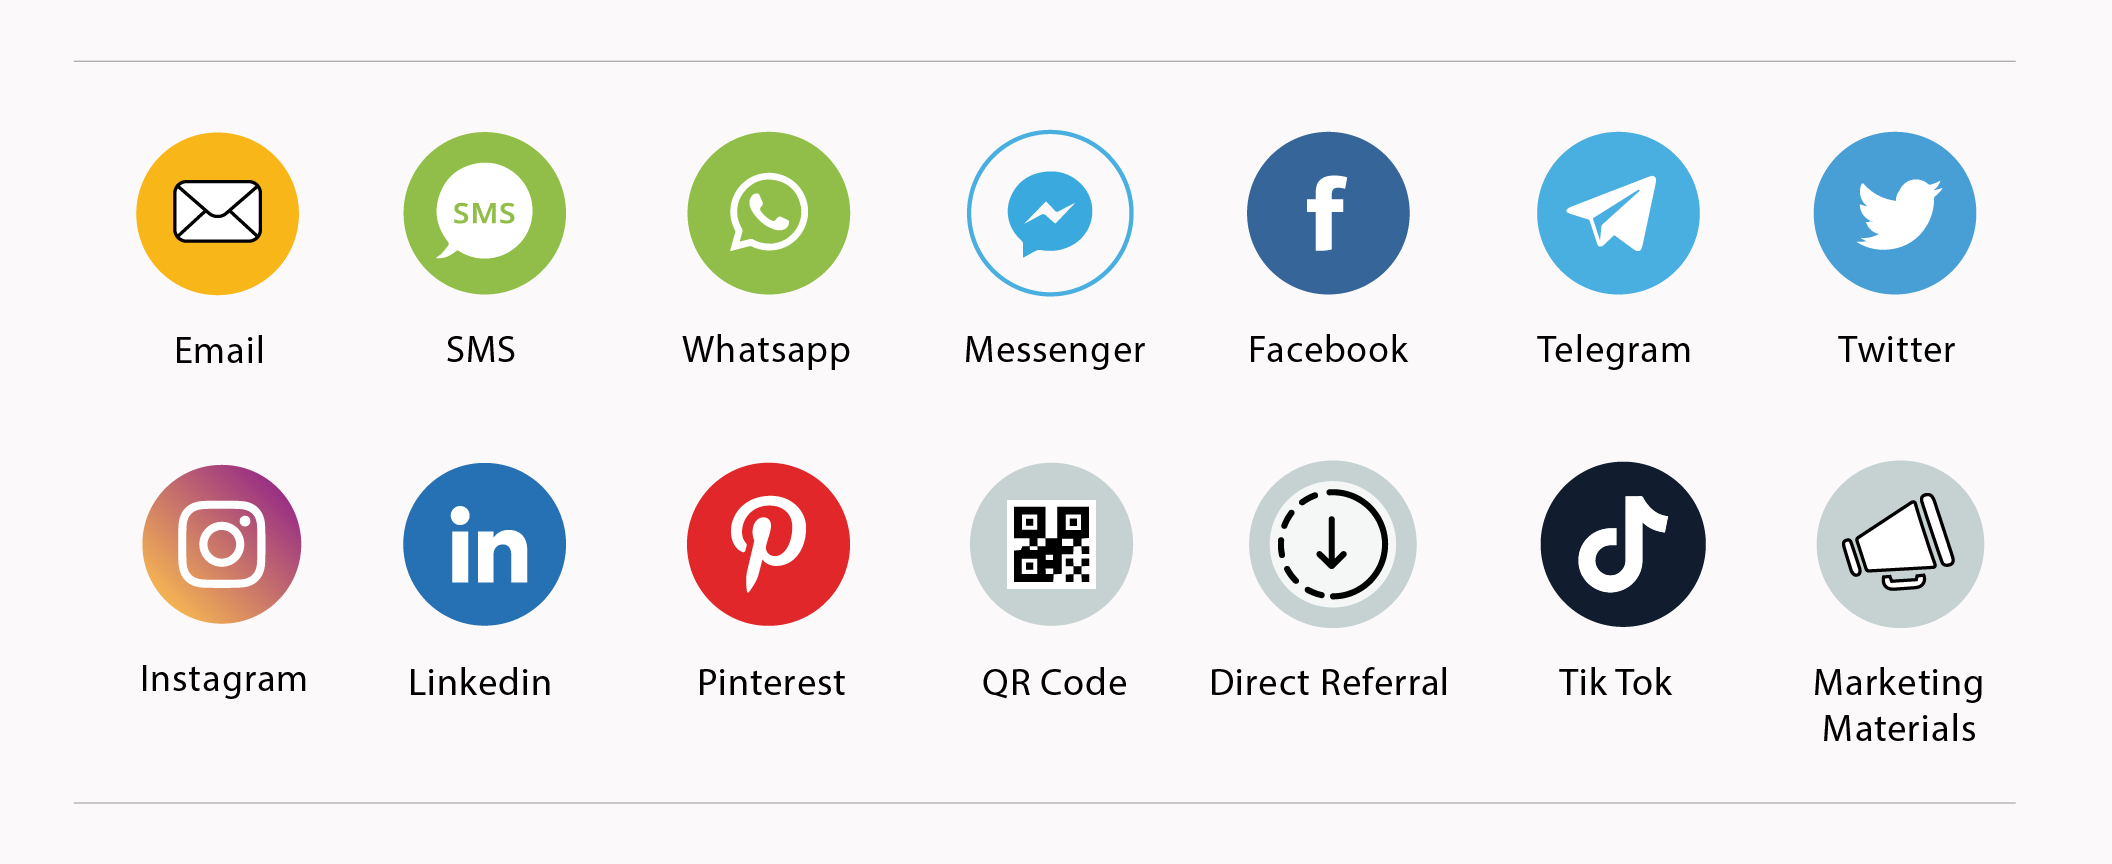 SMS
Email
SMS
Whatsapp
Messenger
Facebook
Telegram
Twitter
in
Instagram
Linkedin
Pinterest
QR Code
Direct Referral
Tik Tok
Marketing
Materials